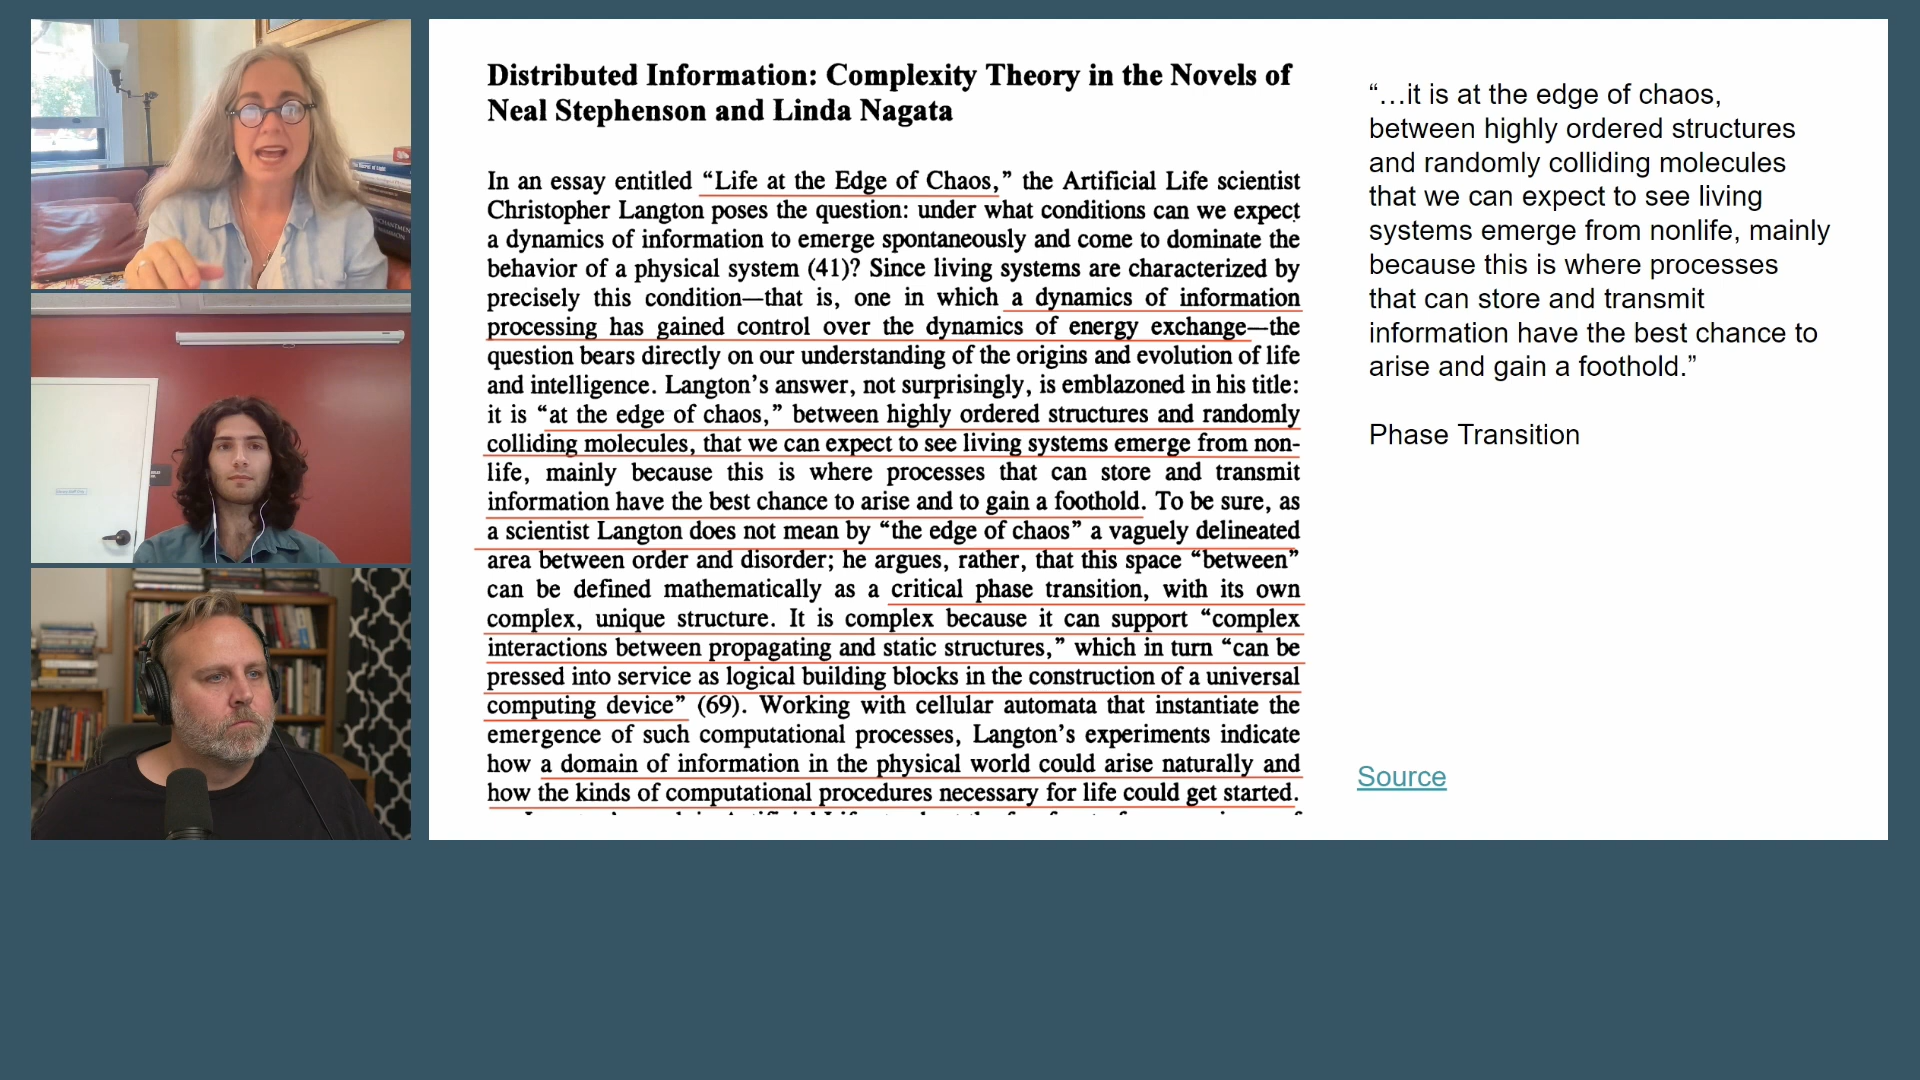 Distributed Information: Complexity Theory in the Novels of
Neal Stephenson and Linda Nagata
In an essay entitled “Life at the Edge of Chaos,” the Artificial Life scientist
Christopher Langton poses the question: under what conditions can we expect
a dynamics of information to emerge spontaneously and come to dominate the
behavior of a physical system (41)? Since living systems are characterized by
precisely this condition—that is, one in which a dynamics of information
processing has gained control over the dynamics of energy exchange—the
question bears directly on our understanding of the origins and evolution of life
and intelligence. Langton’s answer, not surprisingly, is emblazoned in his title:
it is “at the edge of chaos,” between highly ordered structures and randomly
colliding molecules, that we can expect to see living systems emerge from non-
life, mainly because this is where processes that can store and transmit
information have the best chance to arise and to gain a foothold. To be sure, as
a scientist Langton does not mean by “the edge of chaos” a vaguely delineated
area between order and disorder; he argues, rather, that this space “between”
can be defined mathematically as a critical phase transition, with its own
complex, unique structure. It is complex because it can support “complex
interactions between propagating and static structures,” which in turn “can be
pressed into service as logical building blocks in the construction of a universal
computing device” (69). Working with cellular automata that instantiate the
emergence of such computational processes, Langton’s experiments indicate
how a domain of information in the physical world could arise naturally and
how the kinds of computational procedures necessary for life could get started.
“…it is at the edge of chaos,
between highly ordered structures
and randomly colliding molecules
that we can expect to see living
systems emerge from nonlife, mainly
because this is where processes
that can store and transmit
information have the best chance to
arise and gain a foothold.”
Phase Transition
Source